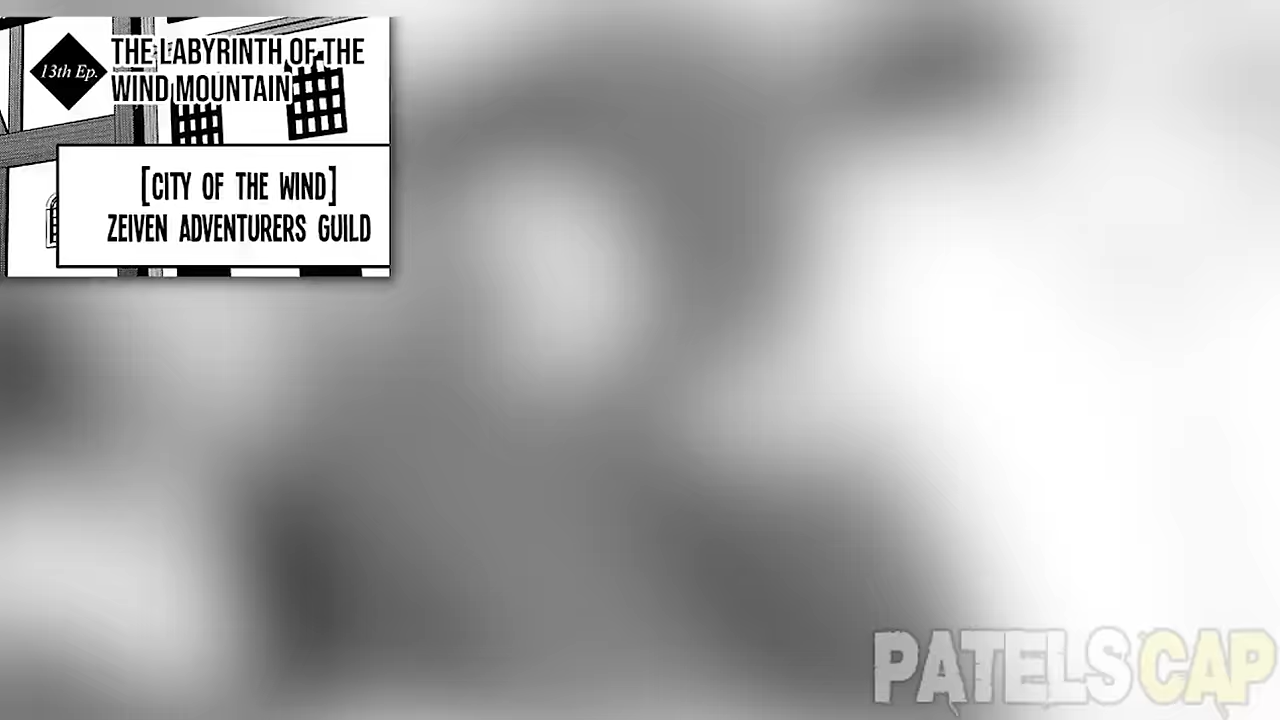 13th Ep.
THE LABYRINTH OF THE
WIND MOUNTAIN
[CITY OF THE WIND]
ZEIVEN ADVENTURERS GUILD
PATELSCAP